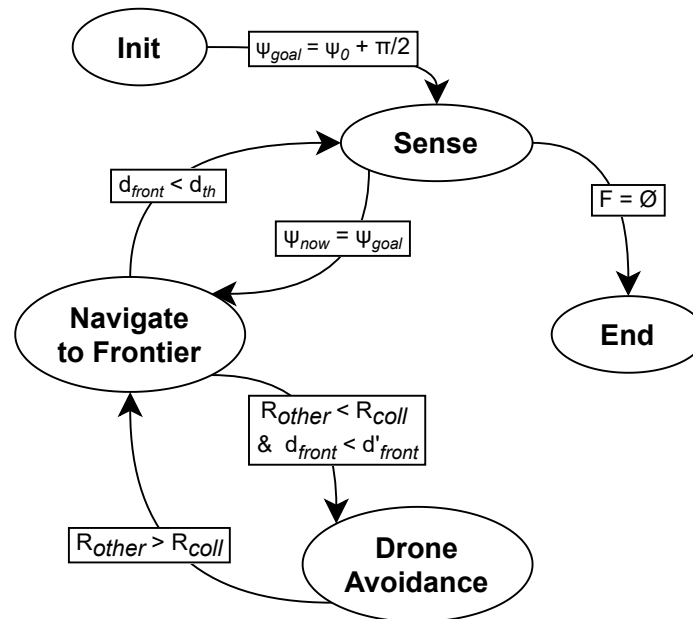 Init
ψgoal = ψ0 + π/2
Sense
dfront < dth
F = Ø
ψnow = ψgoal
Navigate
to Frontier
End
Rother < Rcoll
& dfront < d'front
Rother > Rcoll
Drone
Avoidance